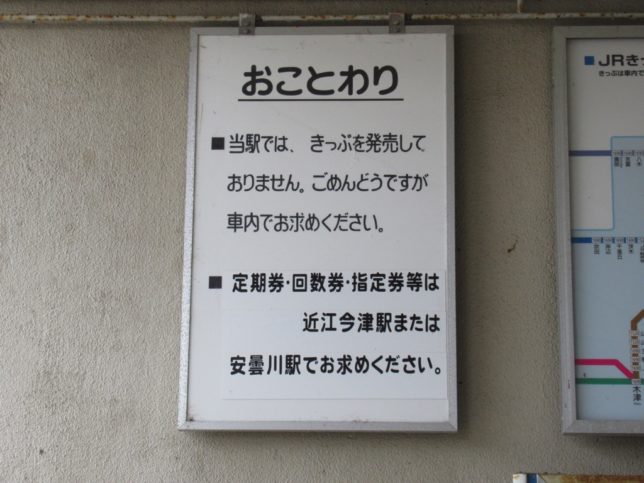 おことわり
■当駅では、きっぷを発売して
おりません。ごめんどうですが
車内でお求めください。
■定期券・回数券・指定券等は
近江今津駅または
安曇川駅でお求めください。
■JRきっ
きっぷは車内で
木津